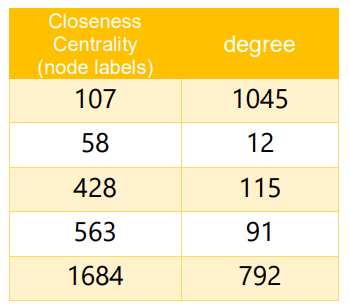 Closeness
Centrality
(node labels)
degree
107 1045
58 12
428 115
563 91
1684 792